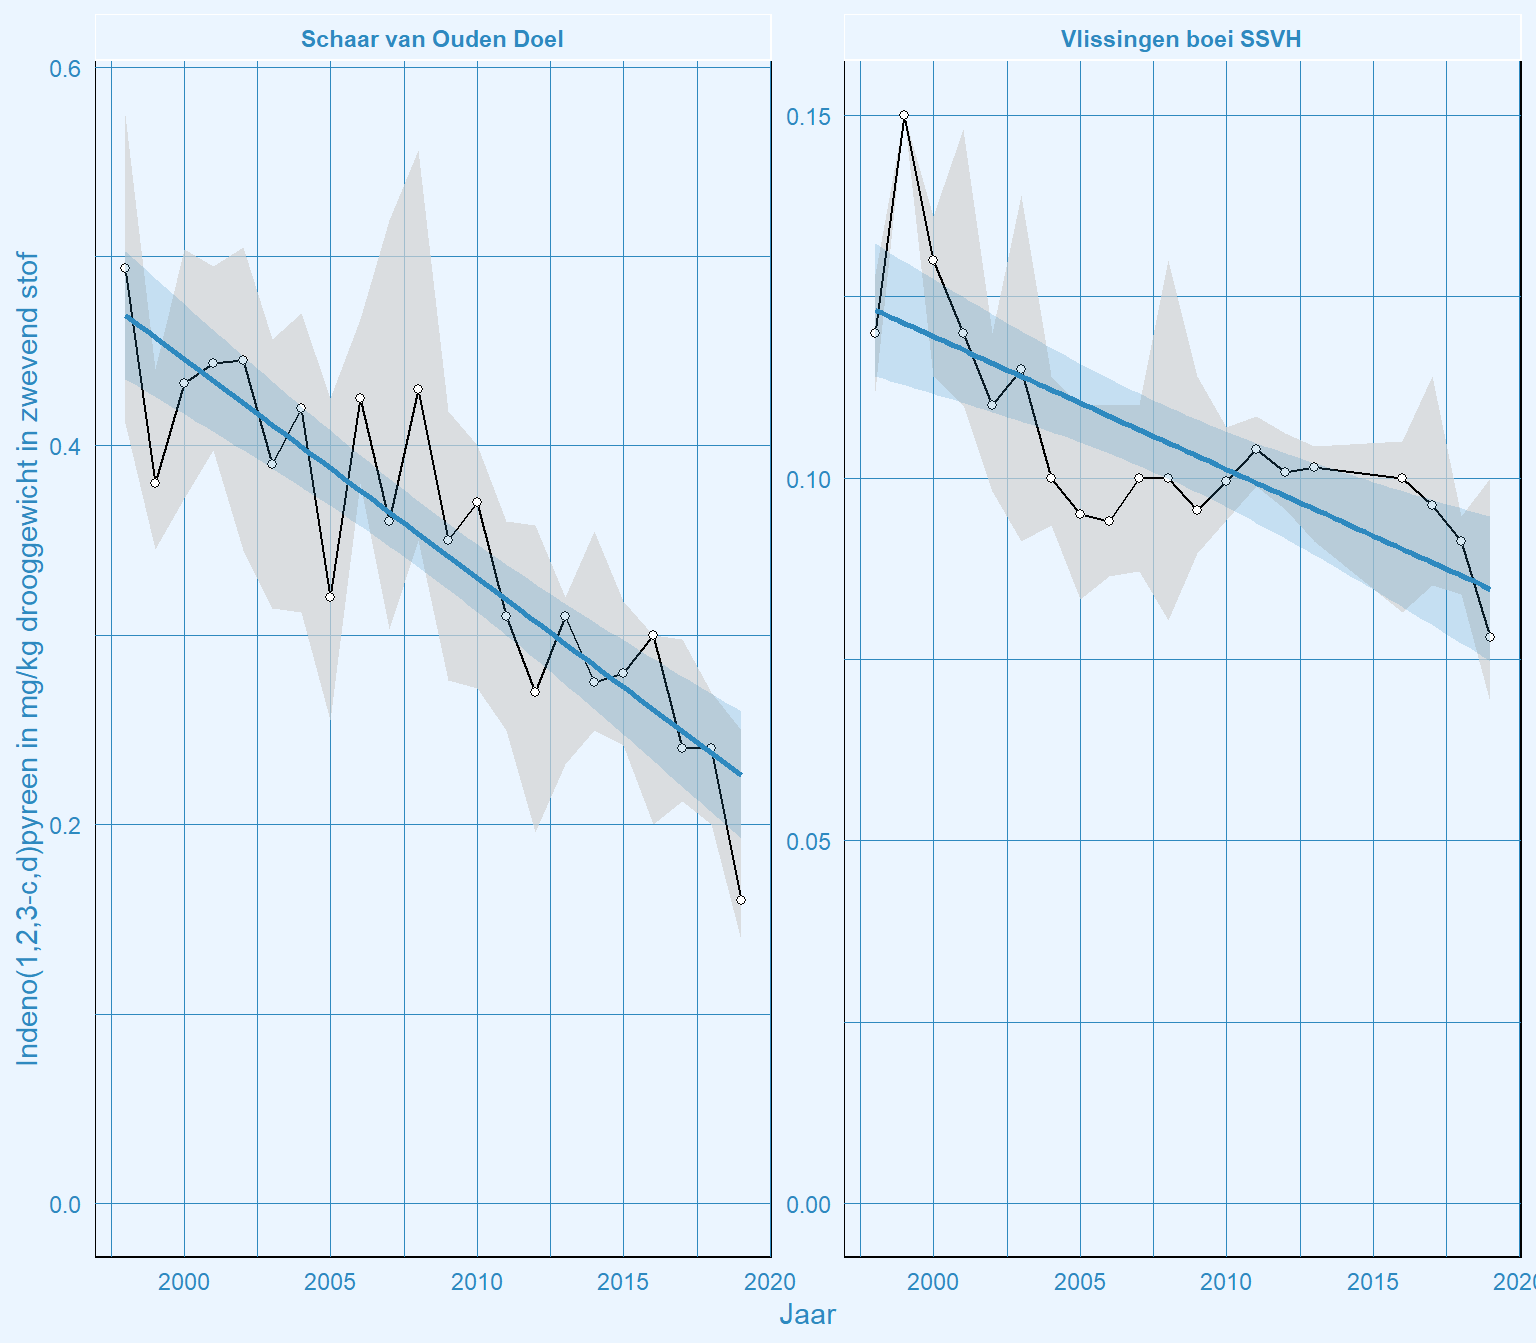 Schaar van Ouden Doel
Vlissingen boei SSVH
Indeno(1,2,3-c,d)pyreen in mg/kg drooggewicht in zwevend stof
0.6
0.4
0.2
0.0
0.15
0.10
0.05
0.00
2000 2005 2010 2015 2020
2000 2005 2010 2015 2020
Jaar